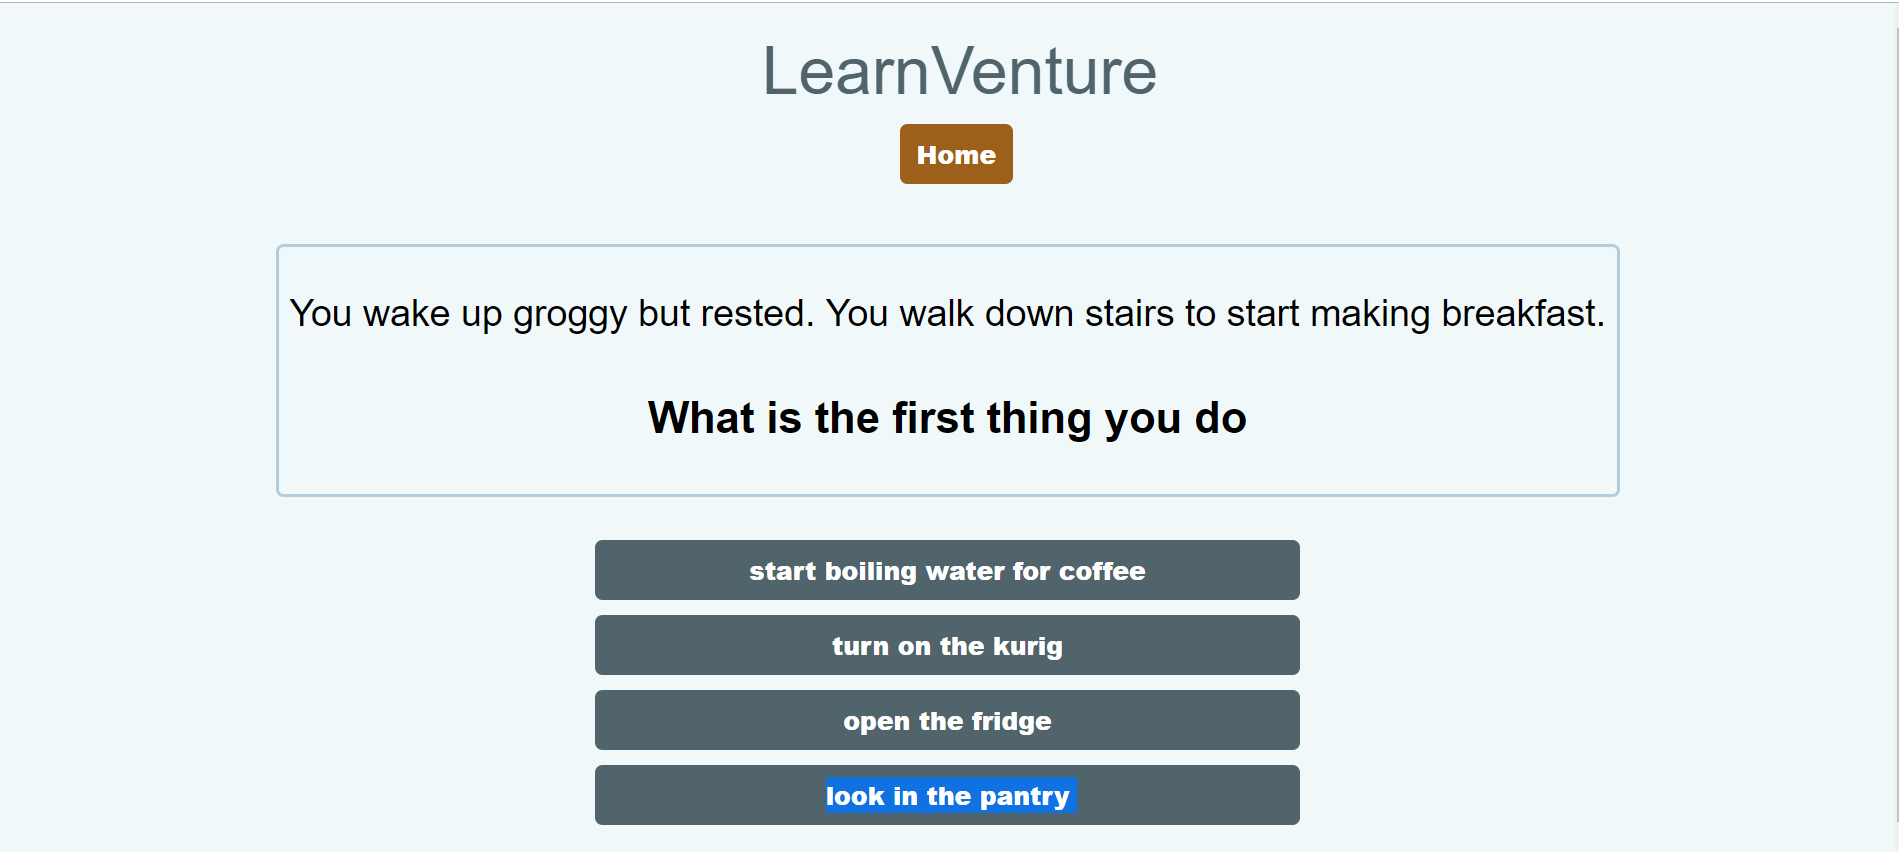 LearnVenture
Home
You wake up groggy but rested. You walk down stairs to start making breakfast.
What is the first thing you do
start boiling water for coffee
turn on the kurig
open the fridge
look in the pantry